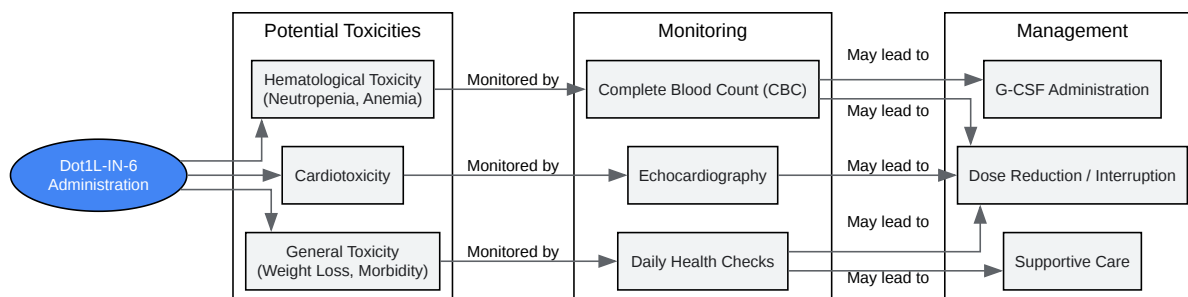 Potential Toxicities
Monitoring
Management
Hematological Toxicity
(Neutropenia, Anemia)
Monitored by
Complete Blood Count (CBC)
May lead to
G-CSF Administration
May lead to
Dot1L-IN-6
Administration
Cardiotoxicity
Monitored by
Echocardiography
May lead to
Dose Reduction / Interruption
General Toxicity
(Weight Loss, Morbidity)
Monitored by
Daily Health Checks
May lead to
May lead to
Supportive Care